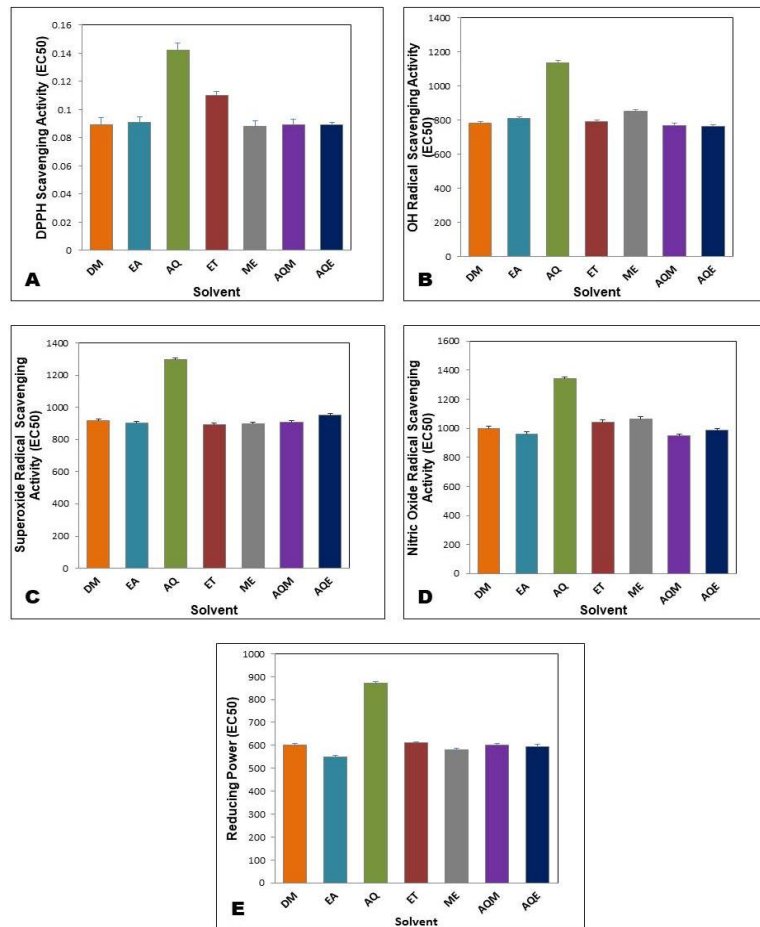 DPPH Scavenging Activity (EC50)
0.16
0.14
0.12
0.1
0.08
0.06
0.04
0.02
0
DM EA AQ ET ME AQM AQE
Solvent
A
OH Radical Scavenging Activity
(EC50)
1400
1200
1000
800
600
400
200
0
DM EA AQ ET ME AQM AQE
Solvent
B
Superoxide Radical Scavenging
Activity (EC50)
1400
1200
1000
800
600
400
200
0
DM EA AQ ET ME AQM AQE
Solvent
C
Nitric Oxide Radical Scavenging
Activity (EC50)
1600
1400
1200
1000
800
600
400
200
0
DM EA AQ ET ME AQM AQE
Solvent
D
Reducing Power (EC50)
1000
900
800
700
600
500
400
300
200
100
0
DM EA AQ ET ME AQM AQE
Solvent
E